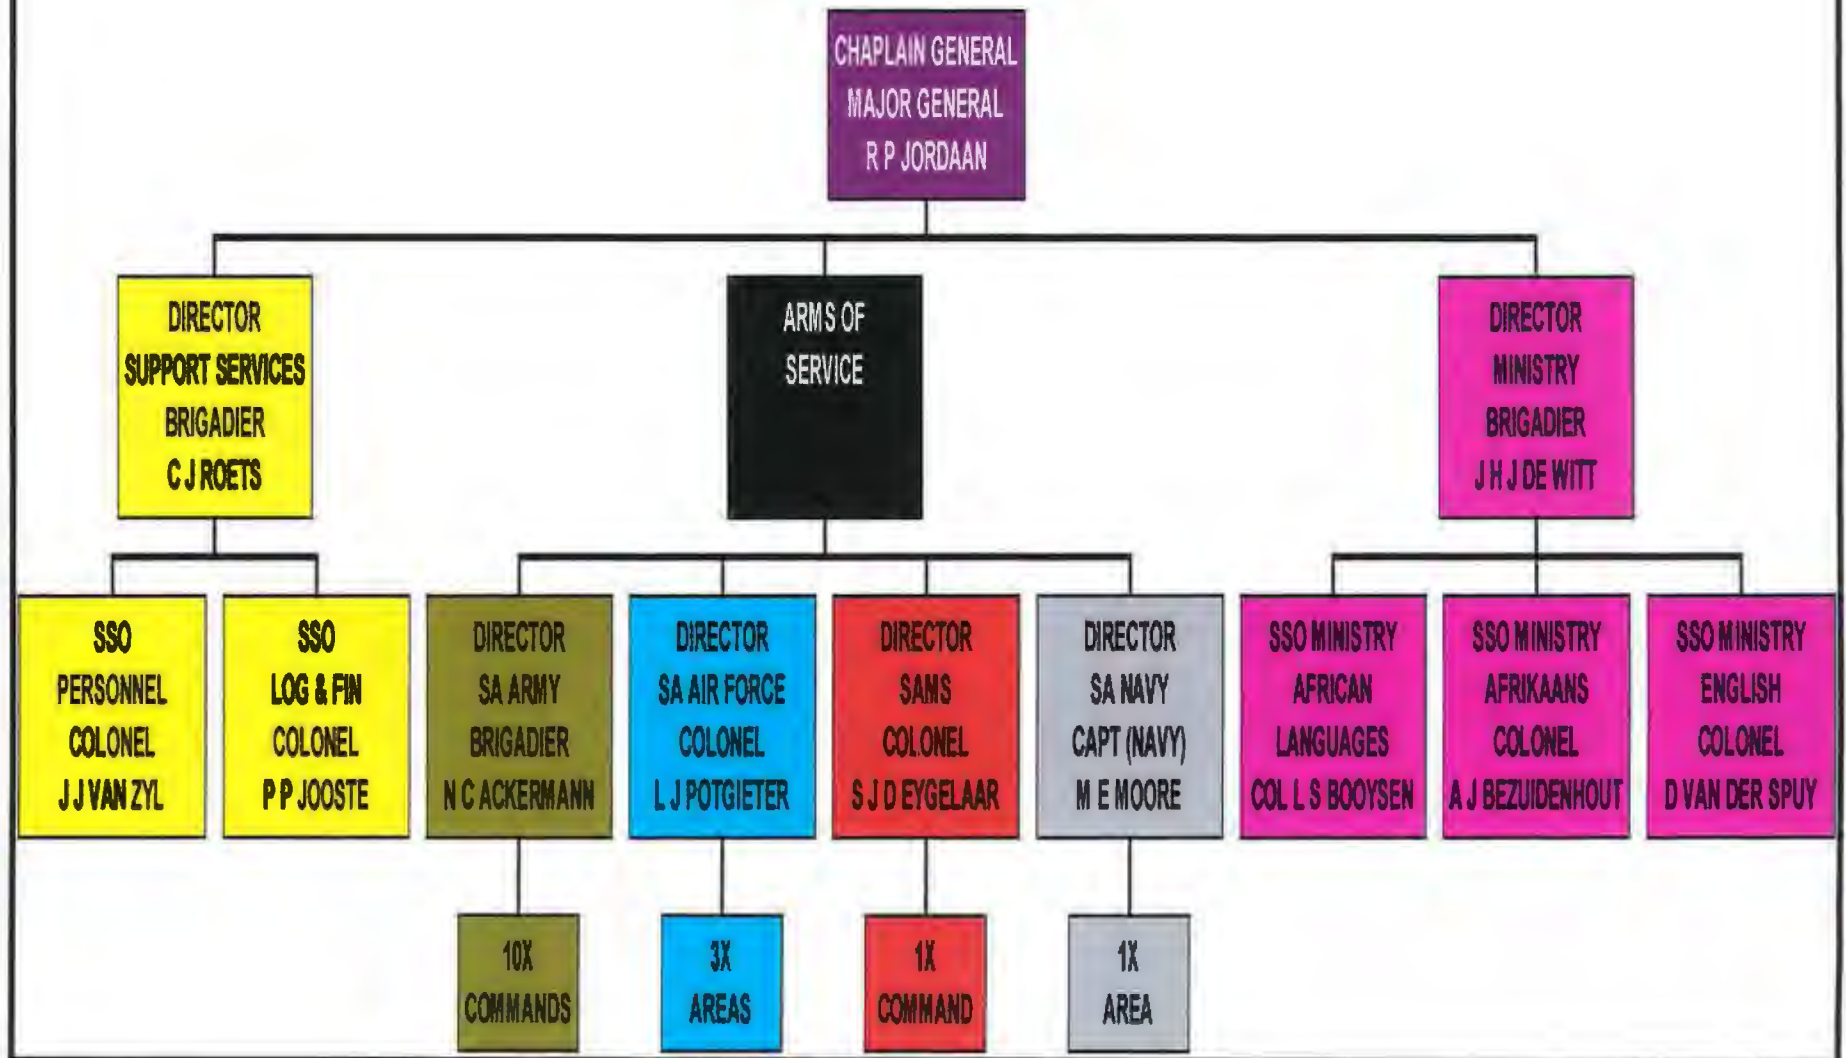 CHAPLAIN GENERAL
MAJOR GENERAL
R P JORDAAN
DIRECTOR
SUPPORT SERVICES
BRIGADIER
C J ROETS
ARMS OF
SERVICE
DIRECTOR
MINISTRY
BRIGADIER
J H J DE WITT
SSO
PERSONNEL
COLONEL
J J VAN ZYL
SSO
LOG & FIN
COLONEL
P P JOOSTE
DIRECTOR
SA ARMY
BRIGADIER
N C ACKERMANN
DIRECTOR
SA AIR FORCE
COLONEL
L J POTGIETER
DIRECTOR
SAMS
COLONEL
S J D EYGELAAR
DIRECTOR
SA NAVY
CAPT (NAVY)
M E MOORE
SSO MINISTRY
AFRICAN
LANGUAGES
COL L S BOOYSEN
SSO MINISTRY
AFRIKAANS
COLONEL
A J BEZUIDENHOUT
SSO MINISTRY
ENGLISH
COLONEL
D VAN DER SPUY
10X
COMMANDS
3X
AREAS
1X
COMMAND
1X
AREA